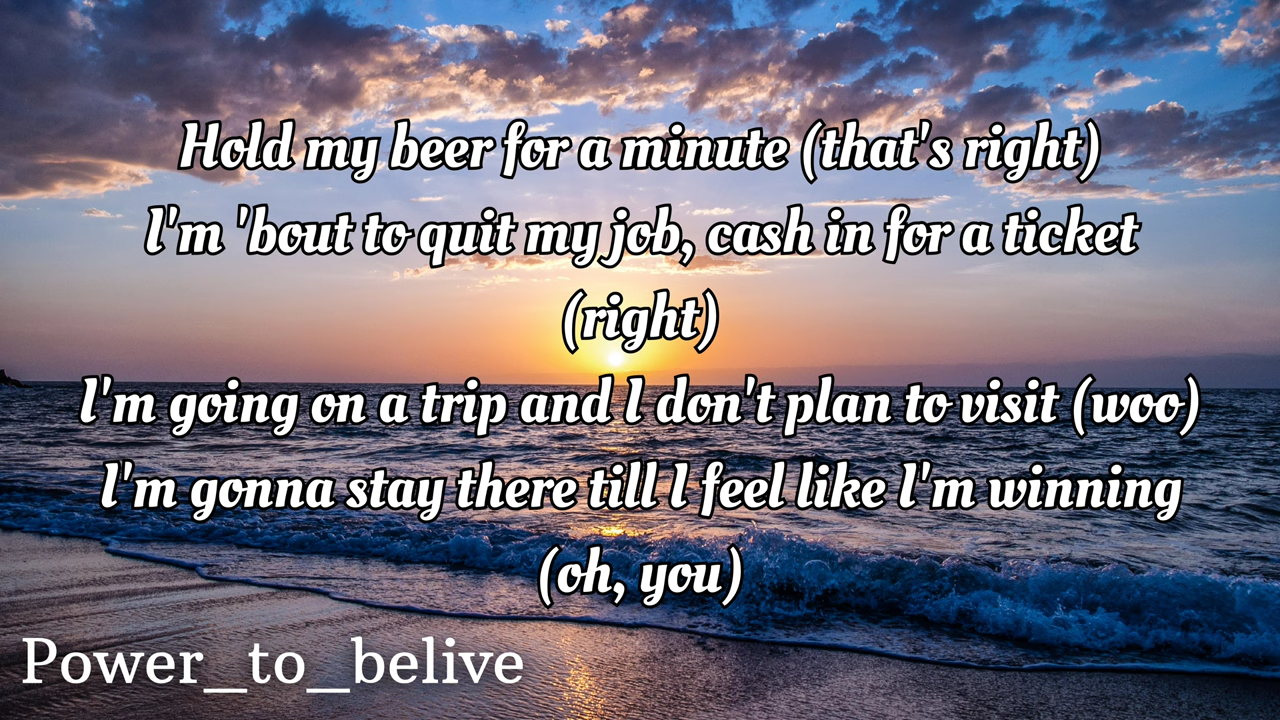 Hold my beer for a minute (that's right)
I'm 'bout to quit my job, cash in for a ticket
(right)
I'm going on a trip and I don't plan to visit (woo)
I'm gonna stay there till I feel like I'm winning
(oh, you)
Power_to_belive